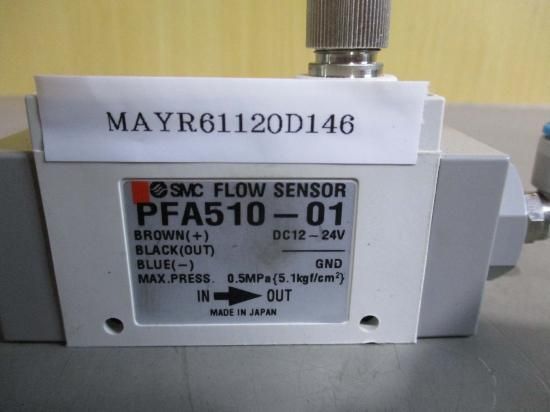 MAYR61120D146
SMC FLOW SENSOR
PFA510-01
BROWN(+) DC12~24V
BLACK(OUT)
BLUE(-) GND
MAX.PRESS. 0.5MPa{5.1kgf/cm²}
IN OUT
MADE IN JAPAN